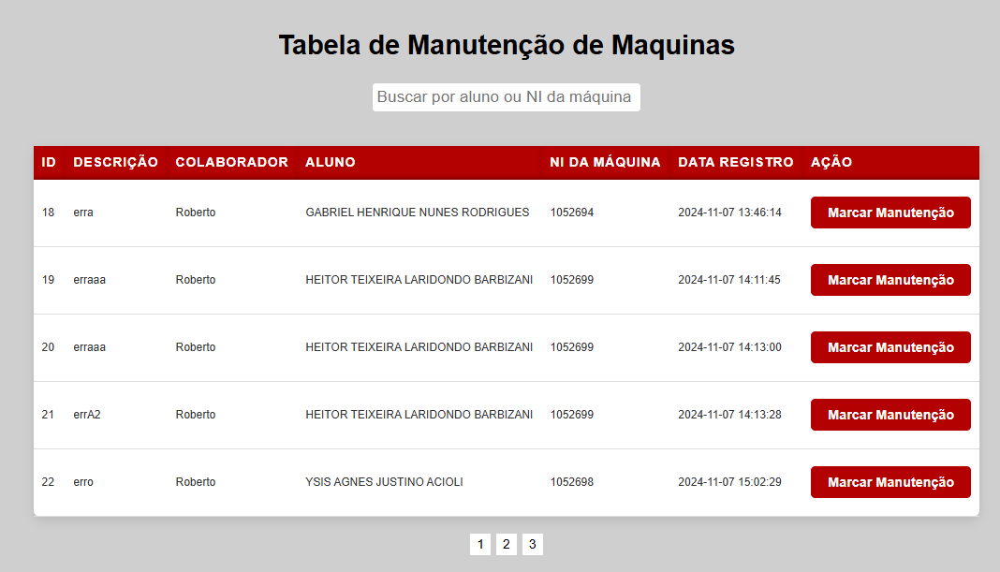 Tabela de Manutenção de Maquinas
Buscar por aluno ou NI da máquina
ID DESCRIÇÃO COLABORADOR ALUNO NI DA MÁQUINA DATA REGISTRO AÇÃO
18 erra Roberto GABRIEL HENRIQUE NUNES RODRIGUES 1052694 2024-11-07 13:46:14 Marcar Manutenção
19 erraaa Roberto HEITOR TEIXEIRA LARIDONDO BARBIZANI 1052699 2024-11-07 14:11:45 Marcar Manutenção
20 erraaa Roberto HEITOR TEIXEIRA LARIDONDO BARBIZANI 1052699 2024-11-07 14:13:00 Marcar Manutenção
21 errA2 Roberto HEITOR TEIXEIRA LARIDONDO BARBIZANI 1052699 2024-11-07 14:13:28 Marcar Manutenção
22 erro Roberto YSIS AGNES JUSTINO ACIOLI 1052698 2024-11-07 15:02:29 Marcar Manutenção
1 2 3